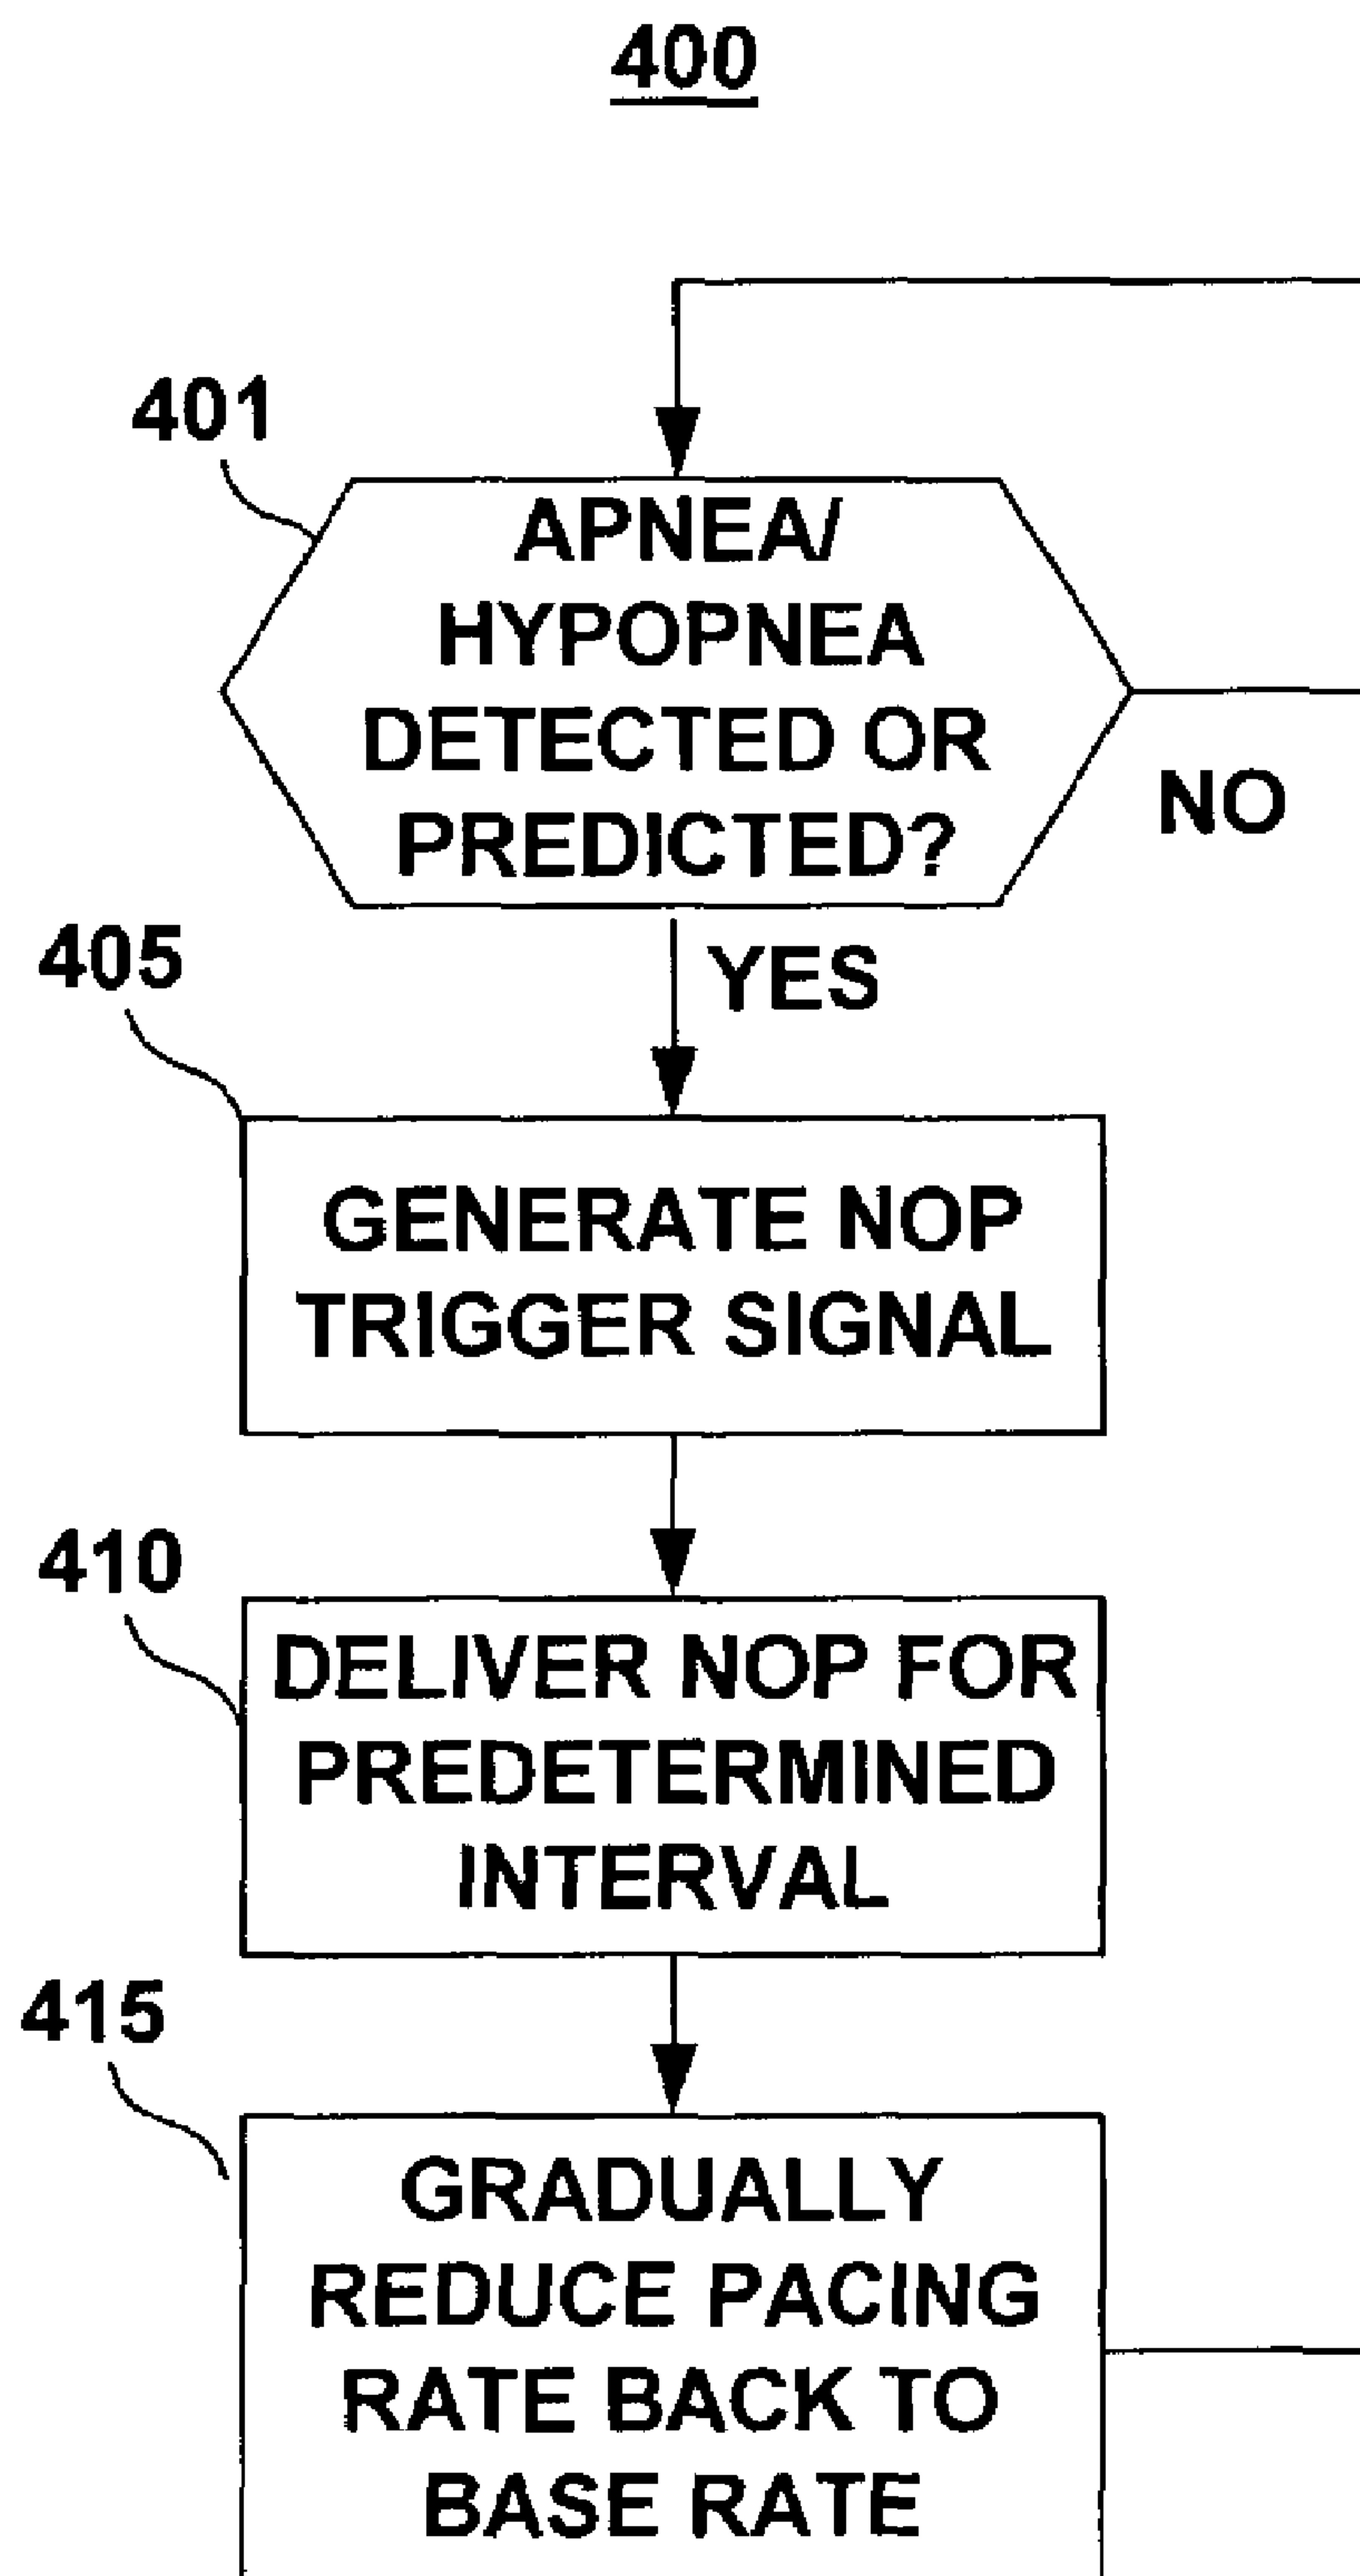 400
401
APNEA/
HYPOPNEA
DETECTED OR
PREDICTED?
NO
405
YES
GENERATE NOP
TRIGGER SIGNAL
410
DELIVER NOP FOR
PREDETERMINED
INTERVAL
415
GRADUALLY
REDUCE PACING
RATE BACK TO
BASE RATE